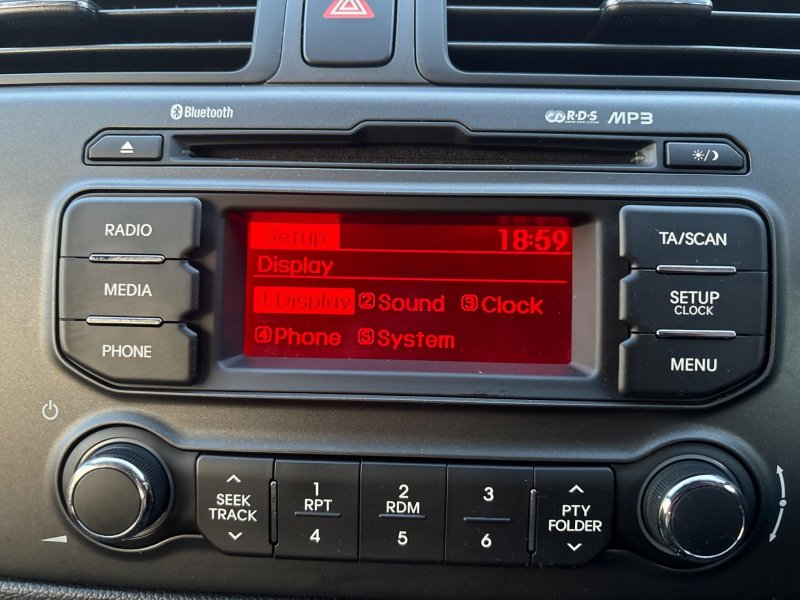 Bluetooth
R·D·S
MP3
RADIO
MEDIA
PHONE
Setup 18:59
Display
1 Display 2 Sound 3 Clock
4 Phone 5 System
TA/SCAN
SETUP
CLOCK
MENU
SEEK
TRACK
1
RPT
4
2
RDM
5
3
6
PTY
FOLDER